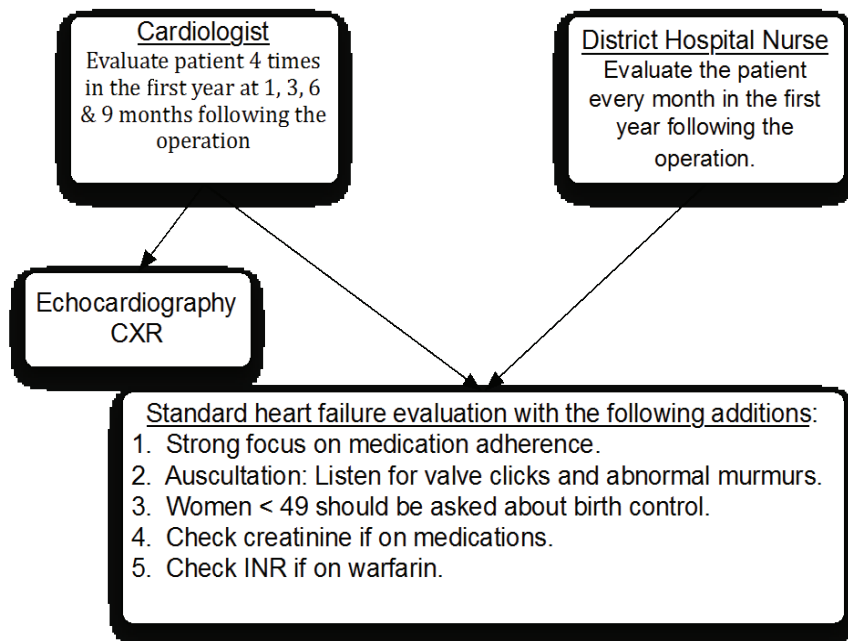 Cardiologist
Evaluate patient 4 times
in the first year at 1, 3, 6
& 9 months following the
operation
District Hospital Nurse
Evaluate the patient
every month in the first
year following the
operation.
Echocardiography
CXR
Standard heart failure evaluation with the following additions:
1. Strong focus on medication adherence.
2. Auscultation: Listen for valve clicks and abnormal murmurs.
3. Women < 49 should be asked about birth control.
4. Check creatinine if on medications.
5. Check INR if on warfarin.